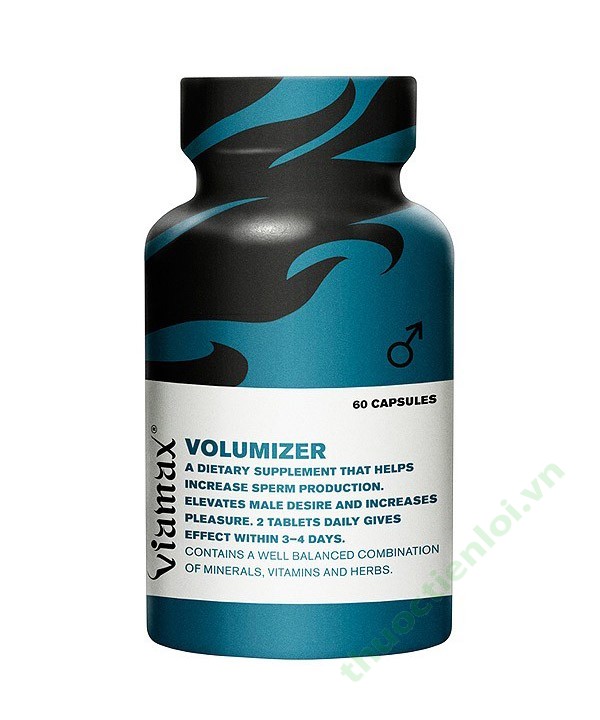 60 CAPSULES
viamax®
VOLUMIZER
A DIETARY SUPPLEMENT THAT HELPS
INCREASE SPERM PRODUCTION.
ELEVATES MALE DESIRE AND INCREASES
PLEASURE. 2 TABLETS DAILY GIVES
EFFECT WITHIN 3–4 DAYS.
CONTAINS A WELL BALANCED COMBINATION
OF MINERALS, VITAMINS AND HERBS.
thuoctienloi.vn